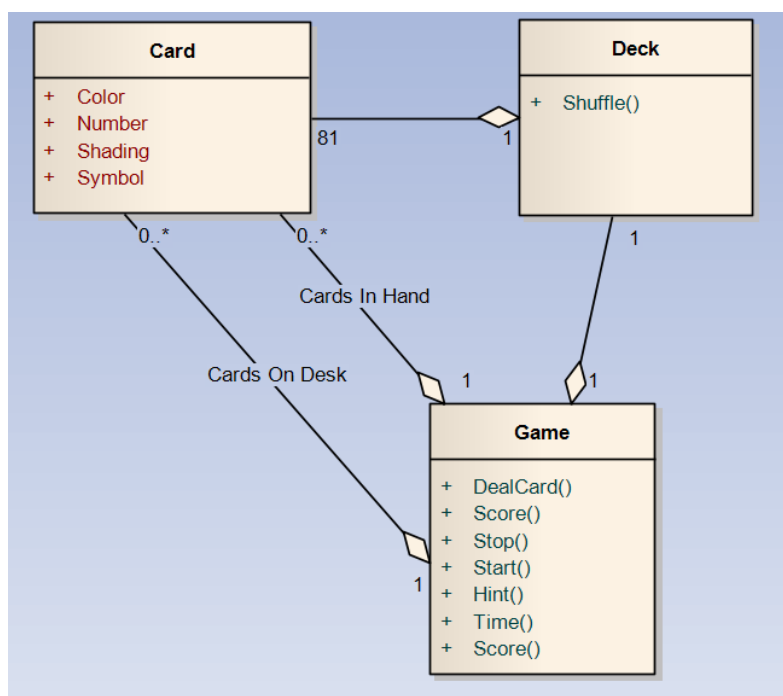 Card
+ Color
+ Number
+ Shading
+ Symbol
Deck
+ Shuffle()
81
1
0..*
0..*
1
Cards In Hand
Cards On Desk
1
1
1
Game
+ DealCard()
+ Score()
+ Stop()
+ Start()
+ Hint()
+ Time()
+ Score()